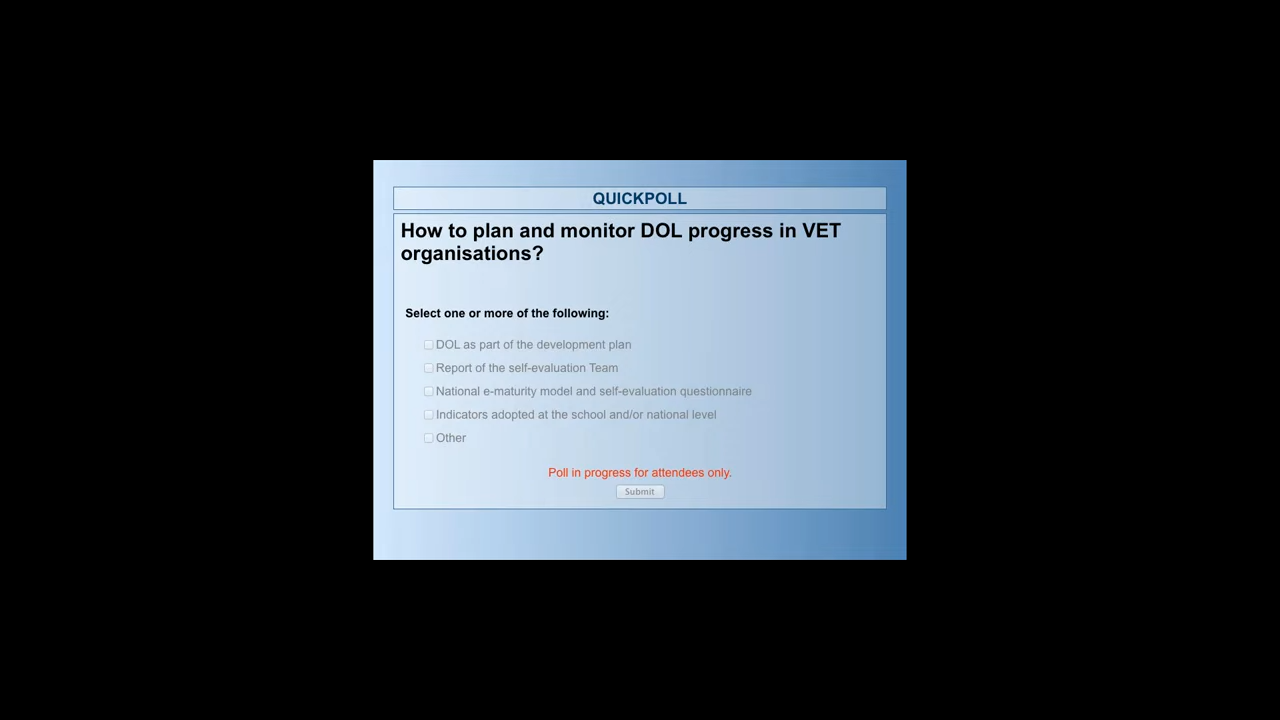 QUICKPOLL
How to plan and monitor DOL progress in VET
organisations?
Select one or more of the following:
DOL as part of the development plan
Report of the self-evaluation Team
National e-maturity model and self-evaluation questionnaire
Indicators adopted at the school and/or national level
Other
Poll in progress for attendees only.
Submit